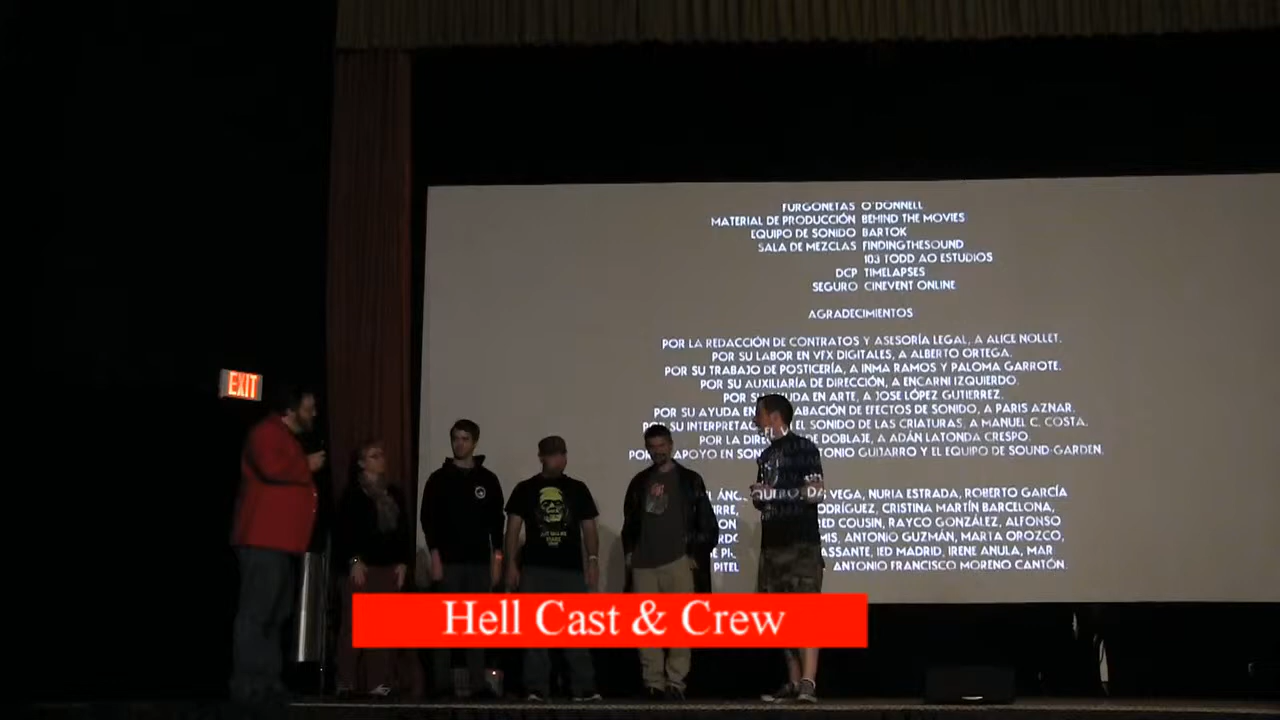 FURGONETAS O'DONNELL
MATERIAL DE PRODUCCIÓN BEHIND THE MOVIES
EQUIPO DE SONIDO BARTOK
SALA DE MEZCLAS FINDINGTHESOUND
103 TODD AO ESTUDIOS
DCP TIMELAPSES
SEGURO CINEVENT ONLINE
AGRADECIMIENTOS
POR LA REDACCIÓN DE CONTRATOS Y ASESORÍA LEGAL, A ALICE NOLLET.
POR SU LABOR EN VFX DIGITALES, A ALBERTO ORTEGA.
POR SU TRABAJO DE POSTICERÍA, A INMA RAMOS Y PALOMA GARROTE.
POR SU AUXILIARÍA DE DIRECCIÓN, A ENCARNI IZQUIERDO.
POR SU EN ARTE, A JOSE LÓPEZ GUTIERREZ.
POR SU AYUDA EN DE EFECTOS DE SONIDO, A PARIS AZNAR.
SU EL SONIDO DE LAS CRIATURAS, A MANUEL C. COSTA.
POR LA DE DOBLAJE, A ADÁN LATONDA CRESPO.
APOYO EN GUIJARRO Y EL EQUIPO DE SOUND-GARDEN.
VEGA, NURIA ESTRADA, ROBERTO GARCÍA
CRISTINA MARTÍN BARCELONA,
COUSIN, RAYCO GONZÁLEZ, ALFONSO
ANTONIO GUZMÁN, MARTA OROZCO,
IED MADRID, IRENE ANULA, MAR
ANTONIO FRANCISCO MORENO CANTÓN.
EXIT
Hell Cast & Crew